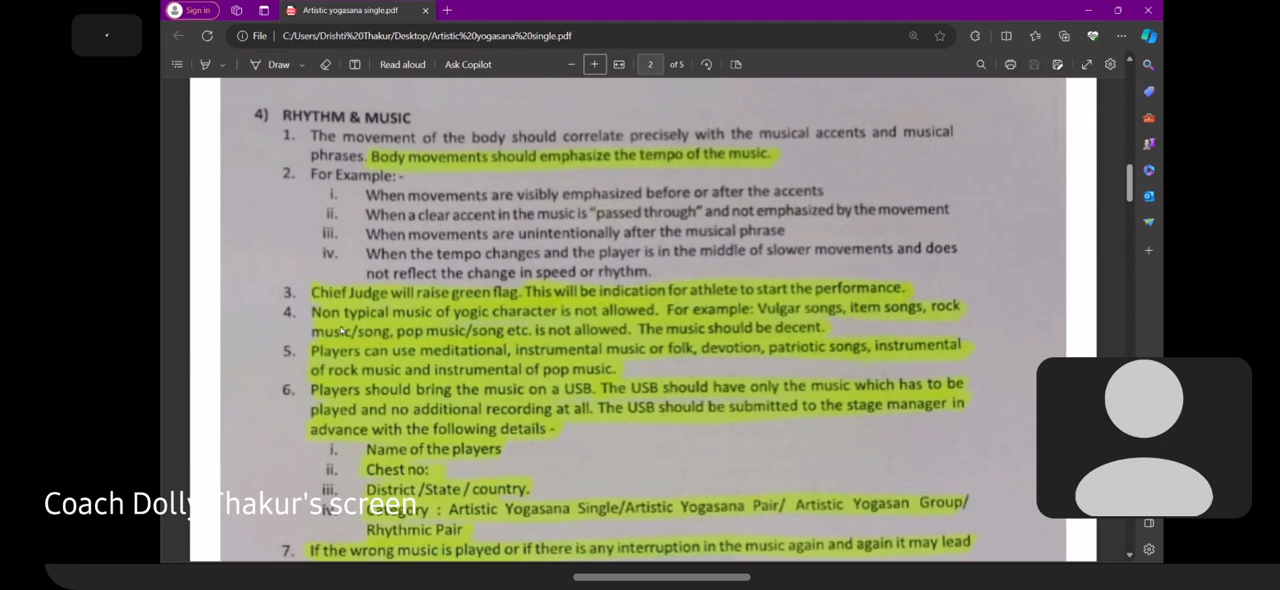 Sign in
Artistic yogasana single.pdf
File
C:/Users/Drishti%20Thakur/Desktop/Artistic%20yogasana%20single.pdf
Draw
Read aloud
Ask Copilot
2
of 5
4) RHYTHM & MUSIC
1. The movement of the body should correlate precisely with the musical accents and musical
phrases. Body movements should emphasize the tempo of the music.
2. For Example: -
i. When movements are visibly emphasized before or after the accents
ii. When a clear accent in the music is "passed through" and not emphasized by the movement
iii. When movements are unintentionally after the musical phrase
iv. When the tempo changes and the player is in the middle of slower movements and does
not reflect the change in speed or rhythm.
3. Chief Judge will raise green flag. This will be indication for athlete to start the performance.
4. Non typical music of yogic character is not allowed. For example: Vulgar songs, item songs, rock
music/song, pop music/song etc. is not allowed. The music should be decent.
5. Players can use meditational, instrumental music or folk, devotion, patriotic songs, instrumental
of rock music and instrumental of pop music.
6. Players should bring the music on a USB. The USB should have only the music which has to be
played and no additional recording at all. The USB should be submitted to the stage manager in
advance with the following details -
i. Name of the players
ii. Chest no:
iii. District /State / country.
Coach Dolly Thakur's screen
iv. Category : Artistic Yogasana Single/Artistic Yogasana Pair/ Artistic Yogasan Group/
Rhythmic Pair
7. If the wrong music is played or if there is any interruption in the music again and again it may lead